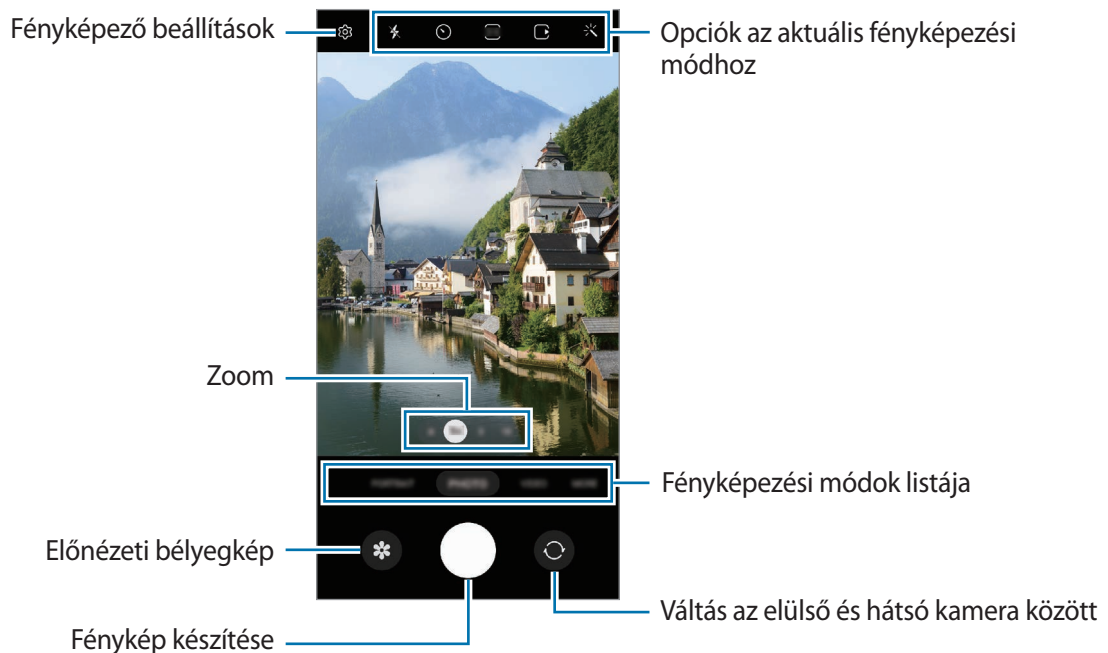 Fényképező beállítások
Opciók az aktuális fényképezési
módhoz
Zoom
Fényképezési módok listája
Előnézeti bélyegkép
Váltás az elülső és hátsó kamera között
Fénykép készítése